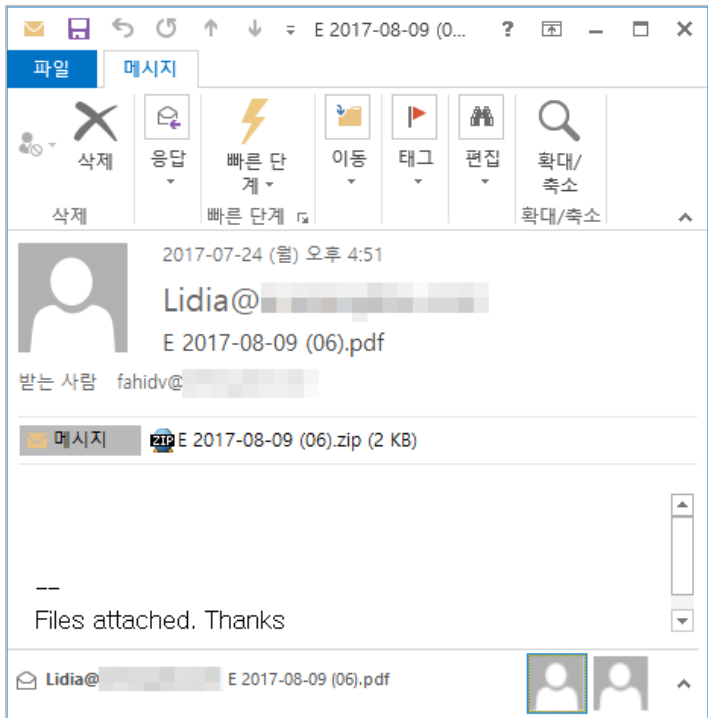 E 2017-08-09 (0...
파일 메시지
삭제 응답 빠른 단계 이동 태그 편집 확대/축소
삭제 빠른 단계 확대/축소
2017-07-24 (월) 오후 4:51
Lidia@
E 2017-08-09 (06).pdf
받는 사람 fahidv@
메시지 ZIP E 2017-08-09 (06).zip (2 KB)
--
Files attached. Thanks
Lidia@ E 2017-08-09 (06).pdf